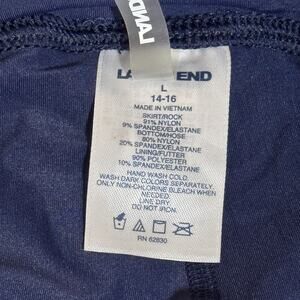 LAND
L
14-16
MADE IN VIETNAM
SKIRT/ROCK
91% NYLON
9% SPANDEX/ELASTANE
BOTTOM/HOSE
80% NYLON
20% SPANDEX/ELASTANE
LINING/FUTTER
90% POLYESTER
10% SPANDEX/ELASTANE
HAND WASH COLD.
WASH DARK COLORS SEPARATELY.
ONLY NON-CHLORINE BLEACH WHEN
NEEDED.
LINE DRY.
DO NOT IRON.
RN 62830